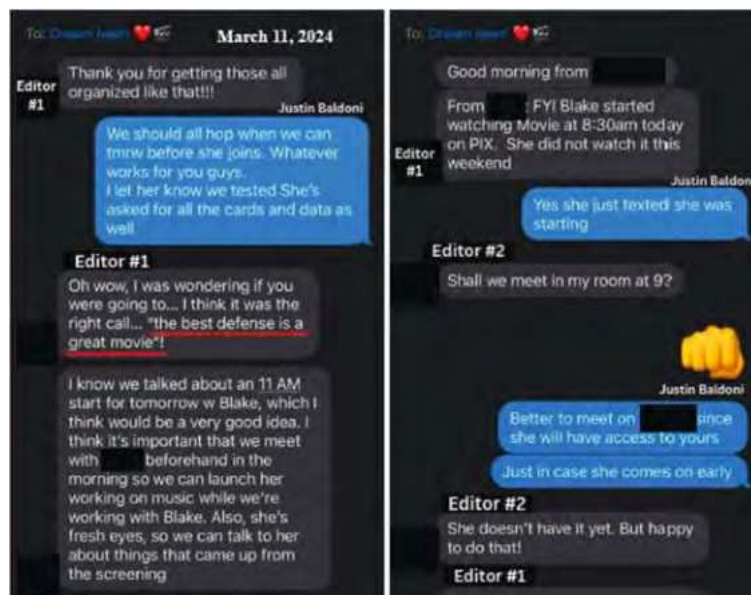 To: Dream team
March 11, 2024
Editor
#1
Thank you for getting those all
organized like that!!!
Justin Baldoni
We should all hop when we can
tmrw before she joins. Whatever
works for you guys.
I let her know we tested She's
asked for all the cards and data as
well
Editor #1
Oh wow, I was wondering if you
were going to... I think it was the
right call... "the best defense is a
great movie"!
I know we talked about an 11 AM
start for tomorrow w Blake, which I
think would be a very good idea. I
think it's important that we meet
with beforehand in the
morning so we can launch her
working on music while we're
working with Blake. Also, she's
fresh eyes, so we can talk to her
about things that came up from
the screening
To: Dream team
Good morning from
Editor
#1
From : FYI Blake started
watching Movie at 8:30am today
on PIX. She did not watch it this
weekend
Justin Baldoni
Yes she just texted she was
starting
Editor #2
Shall we meet in my room at 9?
Justin Baldoni
Better to meet on since
she will have access to yours
Just in case she comes on early
Editor #2
She doesn't have it yet. But happy
to do that!
Editor #1